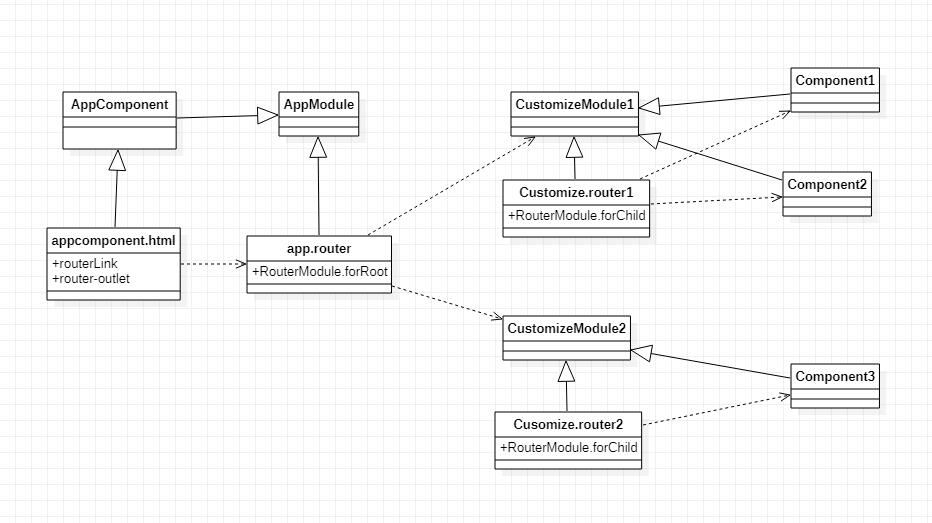 AppComponent
AppModule
CustomizeModule1
Component1
Customize.router1
+RouterModule.forChild
Component2
appcomponent.html
+routerLink
+router-outlet
app.router
+RouterModule.forRoot
CustomizeModule2
Component3
Cusomize.router2
+RouterModule.forChild